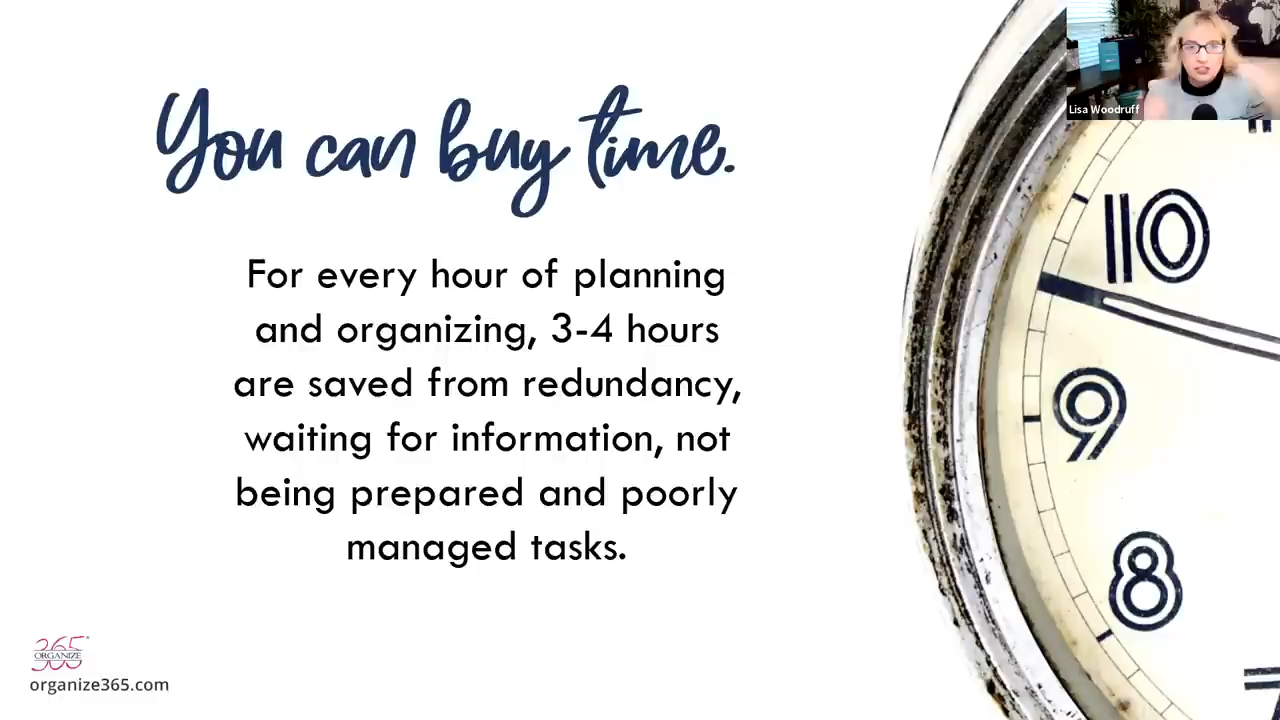 You can buy time.
For every hour of planning
and organizing, 3-4 hours
are saved from redundancy,
waiting for information, not
being prepared and poorly
managed tasks.
Lisa Woodruff
10
9
8
365®
ORGANIZE
organize365.com